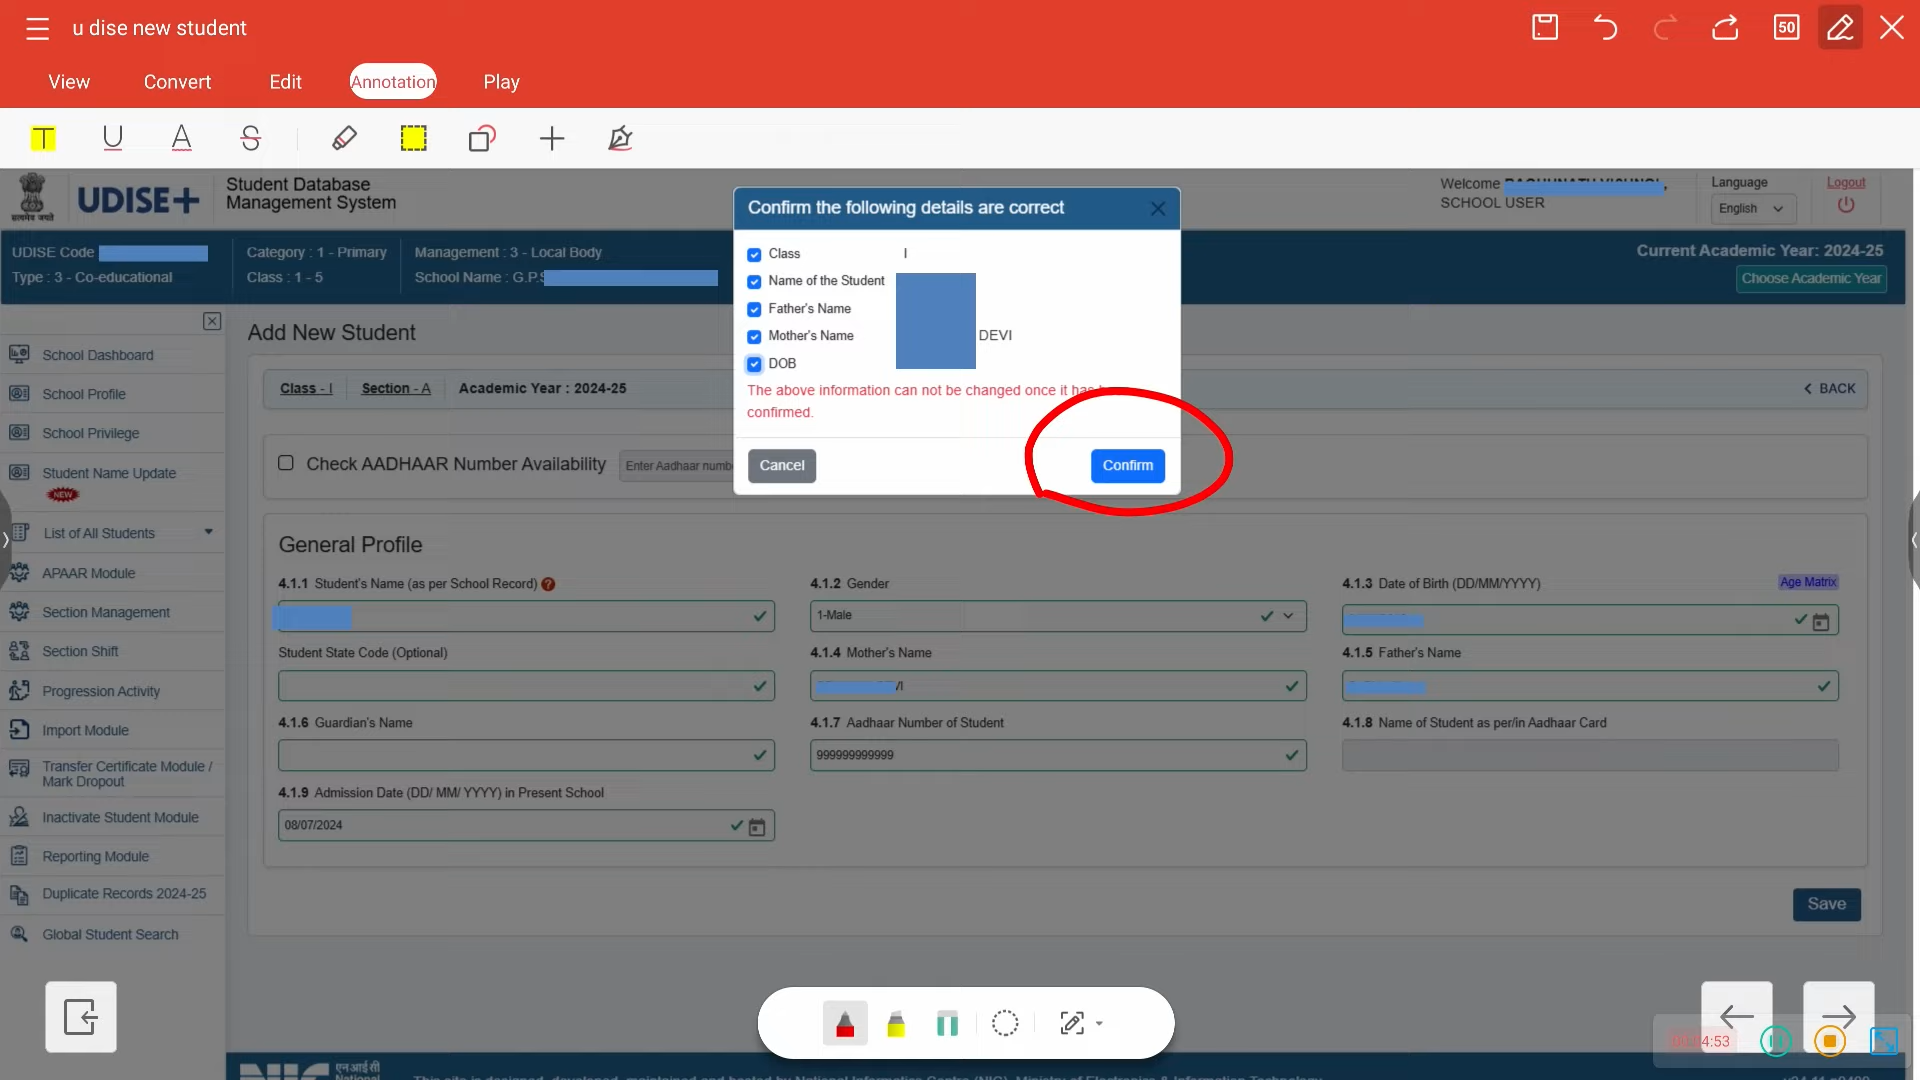 u dise new student
50
View Convert Edit Annotation Play
T U A S
सत्यमेव जयते
UDISE+
Student Database
Management System
Welcome
SCHOOL USER
Language
English
Logout
UDISE Code
Type : 3 - Co-educational
Category : 1 - Primary
Class : 1 - 5
Management : 3 - Local Body
School Name : G.P.S
Current Academic Year: 2024-25
Choose Academic Year
School Dashboard
School Profile
School Privilege
Student Name Update
NEW
List of All Students
APAAR Module
Section Management
Section Shift
Progression Activity
Import Module
Transfer Certificate Module /
Mark Dropout
Inactivate Student Module
Reporting Module
Duplicate Records 2024-25
Global Student Search
Add New Student
Class - I Section - A Academic Year : 2024-25
BACK
Check AADHAAR Number Availability
Enter Aadhaar numb
Confirm the following details are correct
Class I
Name of the Student
Father's Name
Mother's Name DEVI
DOB
The above information can not be changed once it has
confirmed.
Cancel
Confirm
General Profile
4.1.1 Student's Name (as per School Record) ?
4.1.2 Gender
1-Male
4.1.3 Date of Birth (DD/MM/YYYY)
Age Matrix
Student State Code (Optional)
4.1.4 Mother's Name
VI
4.1.5 Father's Name
4.1.6 Guardian's Name
4.1.7 Aadhaar Number of Student
999999999999
4.1.8 Name of Student as per/in Aadhaar Card
4.1.9 Admission Date (DD/ MM/ YYYY) in Present School
08/07/2024
Save
NIC
एनआईसी
National
4:53